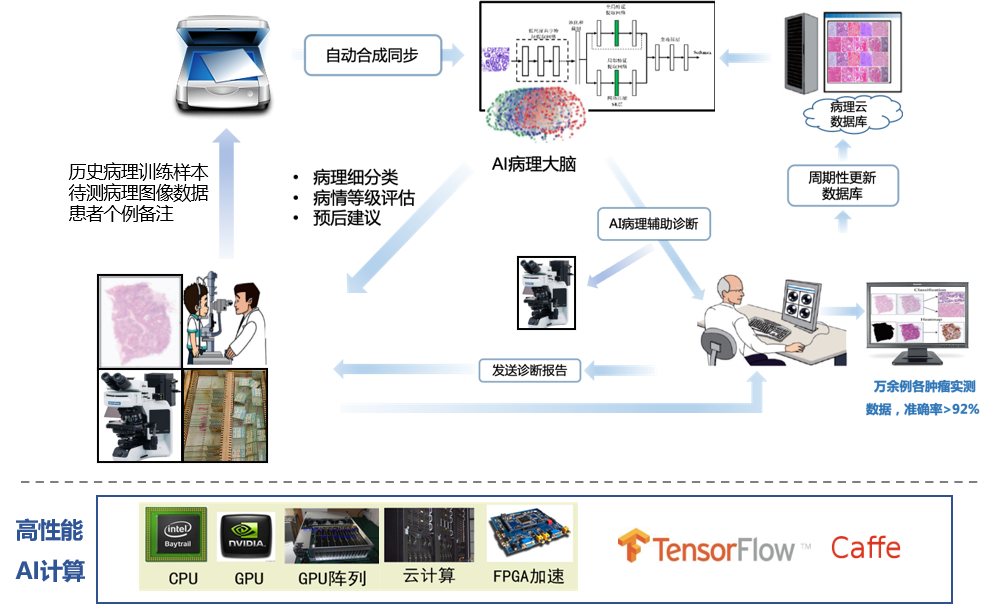 自动合成同步
Softmax
病理云
数据库
AI病理大脑
历史病理训练样本
待测病理图像数据
患者个例备注
• 病理细分类
• 病情等级评估
• 预后建议
周期性更新
数据库
AI病理辅助诊断
Classification
Heatmap
发送诊断报告
万余例各肿瘤实测
数据，准确率>92%
高性能
AI计算
intel
Baytrail
NVIDIA.
CPU
GPU
GPU阵列
云计算
FPGA加速
TensorFlow™
Caffe